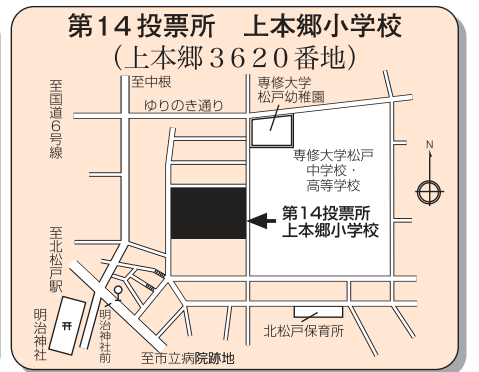 第14投票所　上本郷小学校
（上本郷3620番地）
至中根
ゆりのき通り
専修大学
松戸幼稚園
至国道6号線
専修大学松戸
中学校・
高等学校
N
第14投票所
上本郷小学校
至北松戸駅
明治神社
明治神社前
北松戸保育所
至市立病院跡地